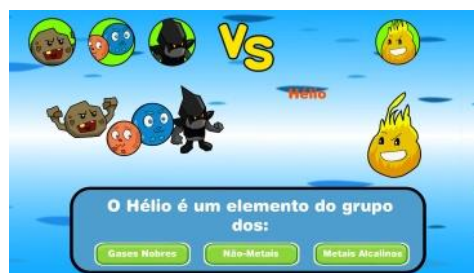 VS
Hélio
O Hélio é um elemento do grupo
dos:
Gases Nobres
Não-Metais
Metais Alcalinos